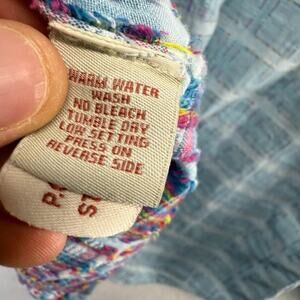 WARM WATER
WASH
NO BLEACH
TUMBLE DRY
LOW SETTING
PRESS ON
REVERSE SIDE